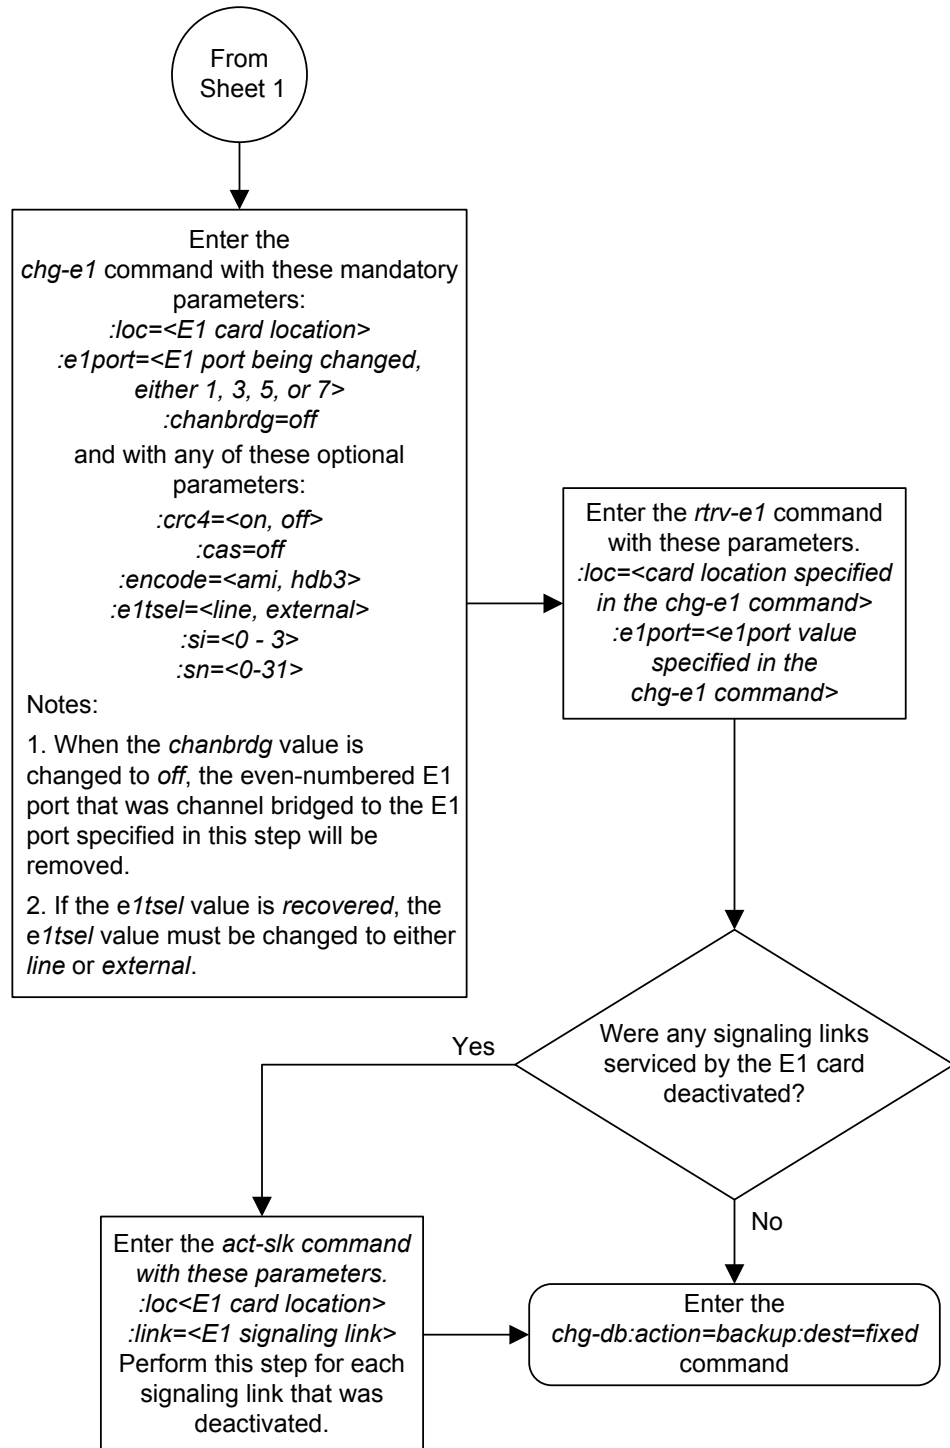 From
Sheet 1
Enter the
chg-e1 command with these mandatory
parameters:
:loc=<E1 card location>
:e1port=<E1 port being changed,
either 1, 3, 5, or 7>
:chanbrdg=off
and with any of these optional
parameters:
:crc4=<on, off>
:cas=off
:encode=<ami, hdb3>
:e1tsel=<line, external>
:si=<0 - 3>
:sn=<0-31>
Notes:
1. When the chanbrdg value is
changed to off, the even-numbered E1
port that was channel bridged to the E1
port specified in this step will be
removed.
2. If the e1tsel value is recovered, the
e1tsel value must be changed to either
line or external.
Enter the rtrv-e1 command
with these parameters.
:loc=<card location specified
in the chg-e1 command>
:e1port=<e1port value
specified in the
chg-e1 command>
Were any signaling links
serviced by the E1 card
deactivated?
Yes
No
Enter the act-slk command
with these parameters.
:loc<E1 card location>
:link=<E1 signaling link>
Perform this step for each
signaling link that was
deactivated.
Enter the
chg-db:action=backup:dest=fixed
command